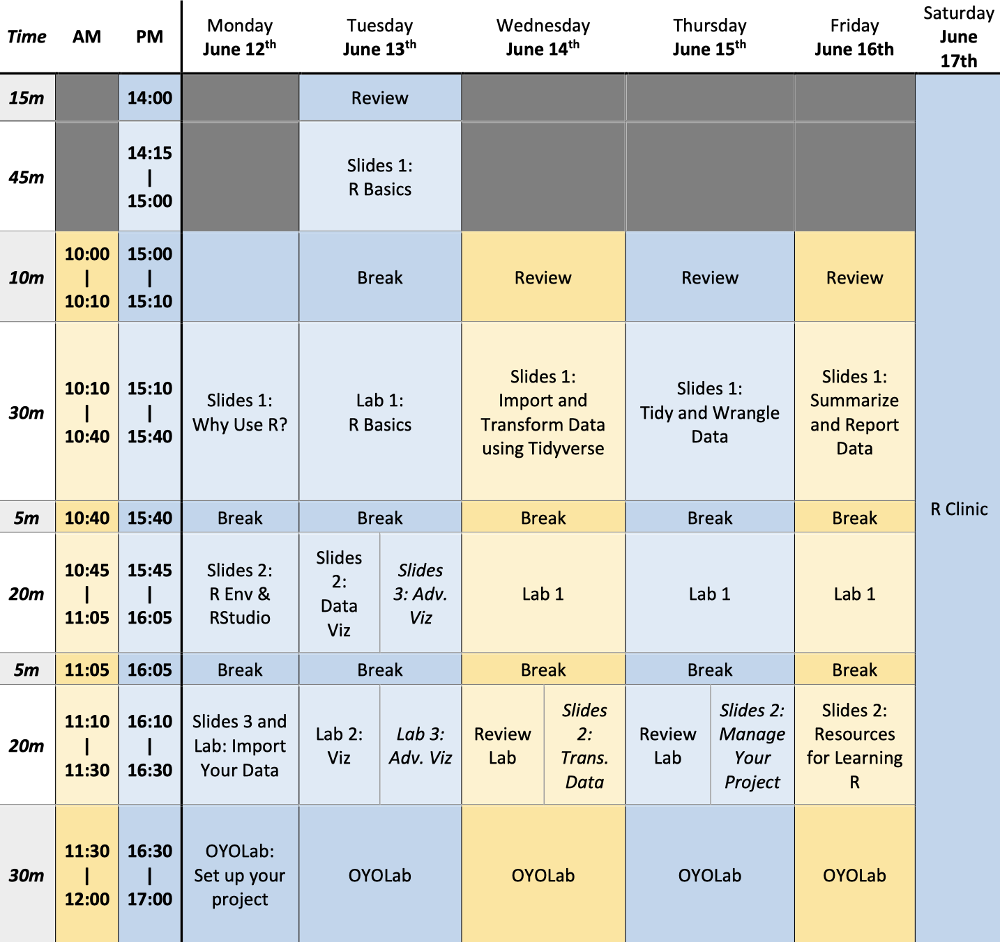 Time AM PM Monday June 12th Tuesday June 13th Wednesday June 14th Thursday June 15th Friday June 16th Saturday June 17th
15m 14:00 Review
45m 14:15 | 15:00 Slides 1: R Basics
10m 10:00 | 10:10 15:00 | 15:10 Break Review Review Review
30m 10:10 | 10:40 15:10 | 15:40 Slides 1: Why Use R? Lab 1: R Basics Slides 1: Import and Transform Data using Tidyverse Slides 1: Tidy and Wrangle Data Slides 1: Summarize and Report Data
R Clinic
5m 10:40 15:40 Break Break Break Break Break
20m 10:45 | 11:05 15:45 | 16:05 Slides 2: R Env & RStudio Slides 2: Data Viz Slides 3: Adv. Viz Lab 1 Lab 1 Lab 1
5m 11:05 16:05 Break Break Break Break Break
20m 11:10 | 11:30 16:10 | 16:30 Slides 3 and Lab: Import Your Data Lab 2: Viz Lab 3: Adv. Viz Review Lab Slides 2: Trans. Data Review Lab Slides 2: Manage Your Project Slides 2: Resources for Learning R
30m 11:30 | 12:00 16:30 | 17:00 OYOLab: Set up your project OYOLab OYOLab OYOLab OYOLab